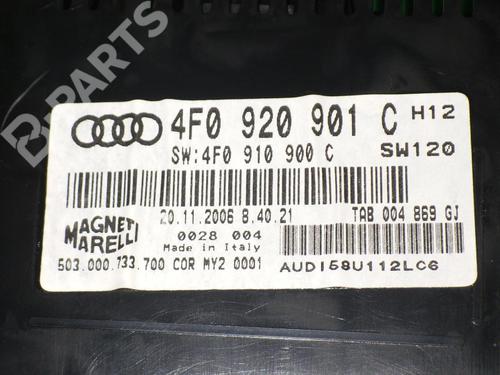 B-PARTS
4F0 920 901 C H12
SW:4F0 910 900 C SW120
20.11.2006 8.40.21 TAB 004 869 GJ
MAGNETI MARELLI
0028 004
Made in Italy
503.000.733.700 COR MY2 0001
AUDI58U112LC6